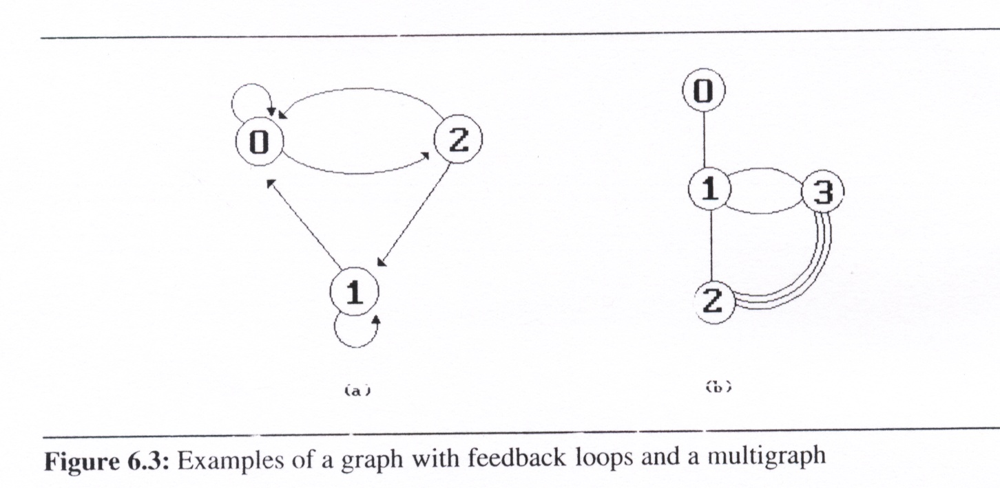 0
2
0
1
3
1
2
(a)
(b)
Figure 6.3: Examples of a graph with feedback loops and a multigraph